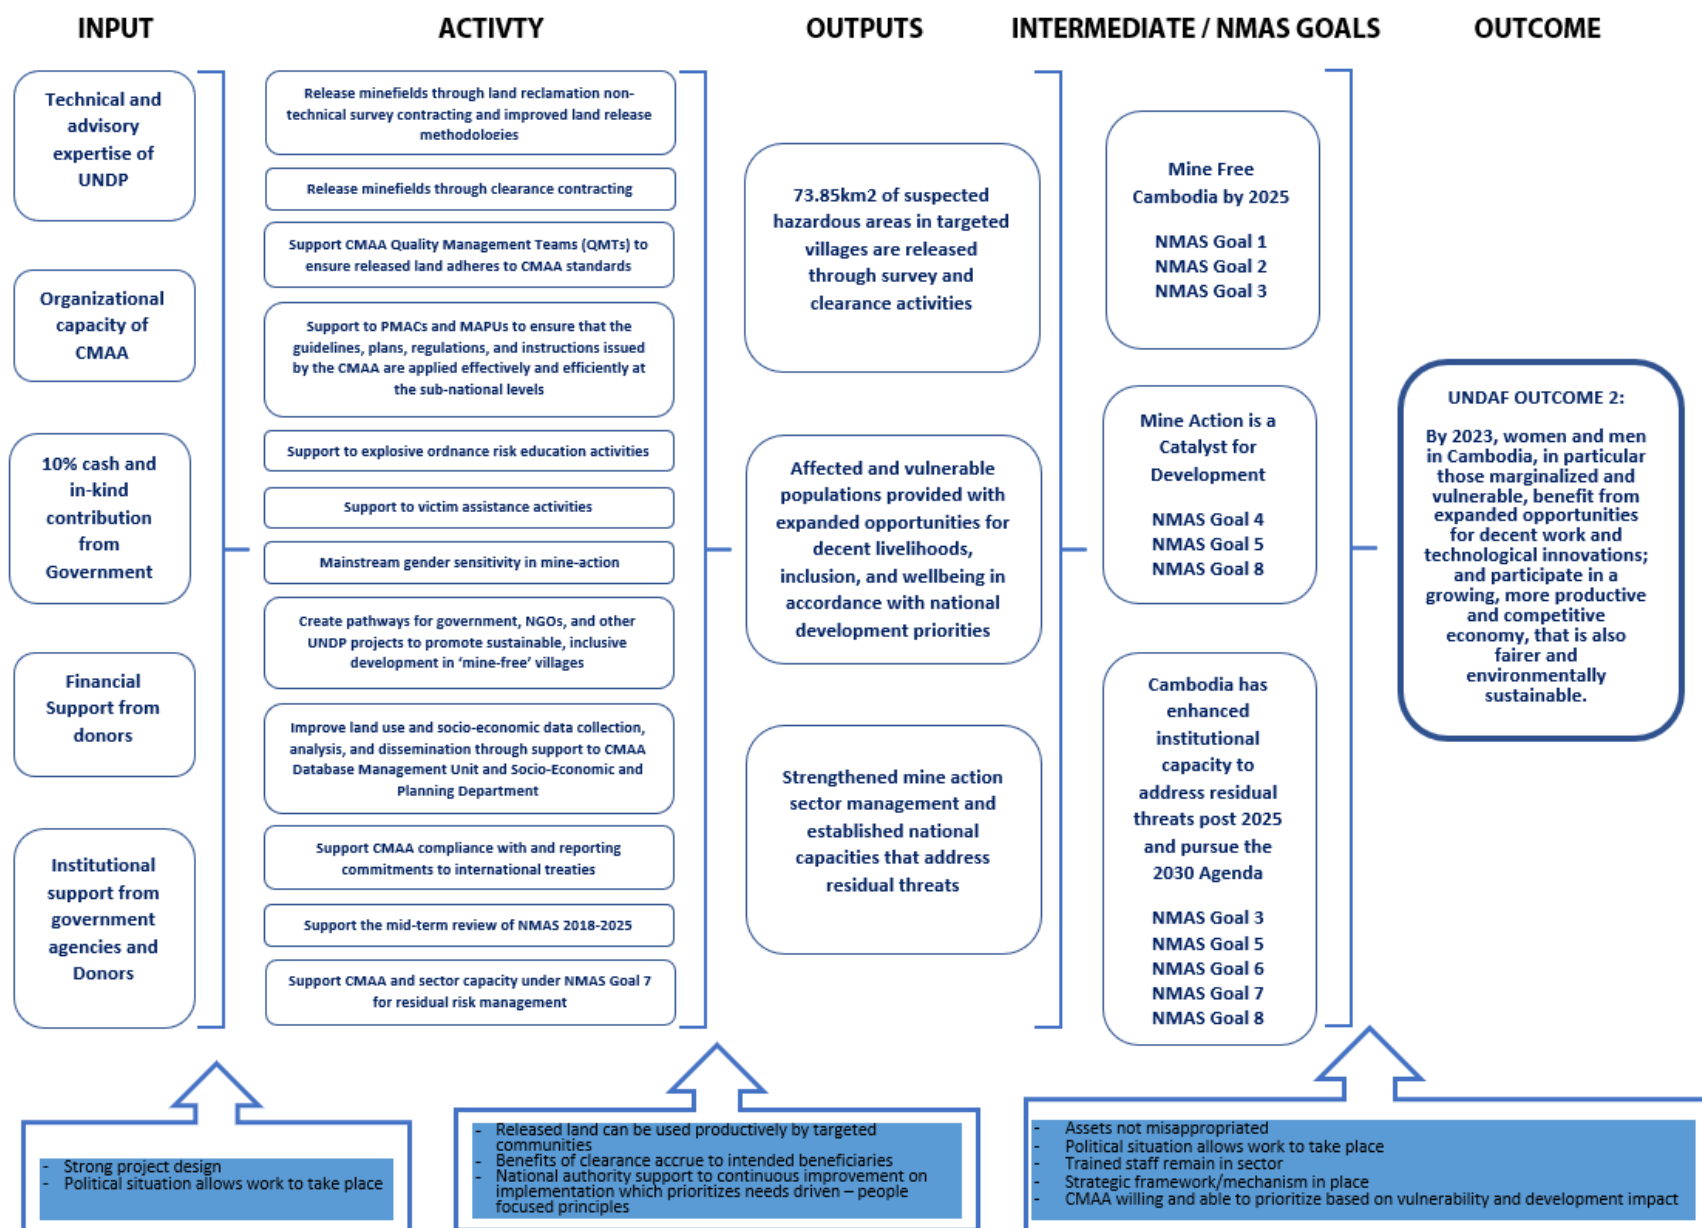 INPUT
Technical and
advisory
expertise of
UNDP
Organizational
capacity of
CMAA
10% cash and
in-kind
contribution
from
Government
Financial
Support from
donors
Institutional
support from
government
agencies and
Donors
ACTIVTY
Release minefields through land reclamation non-
technical survey contracting and improved land release
methodologies
Release minefields through clearance contracting
Support CMAA Quality Management Teams (QMTs) to
ensure released land adheres to CMAA standards
Support to PMACs and MAPUs to ensure that the
guidelines, plans, regulations, and instructions issued
by the CMAA are applied effectively and efficiently at
the sub-national levels
Support to explosive ordnance risk education activities
Support to victim assistance activities
Mainstream gender sensitivity in mine-action
Create pathways for government, NGOs, and other
UNDP projects to promote sustainable, inclusive
development in ‘mine-free’ villages
Improve land use and socio-economic data collection,
analysis, and dissemination through support to CMAA
Database Management Unit and Socio-Economic and
Planning Department
Support CMAA compliance with and reporting
commitments to international treaties
Support the mid-term review of NMAS 2018-2025
Support CMAA and sector capacity under NMAS Goal 7
for residual risk management
OUTPUTS
73.85km2 of suspected
hazardous areas in targeted
villages are released
through survey and
clearance activities
Affected and vulnerable
populations provided with
expanded opportunities for
decent livelihoods,
inclusion, and wellbeing in
accordance with national
development priorities
Strengthened mine action
sector management and
established national
capacities that address
residual threats
INTERMEDIATE / NMAS GOALS
Mine Free
Cambodia by 2025
NMAS Goal 1
NMAS Goal 2
NMAS Goal 3
Mine Action is a
Catalyst for
Development
NMAS Goal 4
NMAS Goal 5
NMAS Goal 8
Cambodia has
enhanced
institutional
capacity to
address residual
threats post 2025
and pursue the
2030 Agenda
NMAS Goal 3
NMAS Goal 5
NMAS Goal 6
NMAS Goal 7
NMAS Goal 8
OUTCOME
UNDAF OUTCOME 2:
By 2023, women and men
in Cambodia, in particular
those marginalized and
vulnerable, benefit from
expanded opportunities
for decent work and
technological innovations;
and participate in a
growing, more productive
and competitive
economy, that is also
fairer and
environmentally
sustainable.
- Strong project design
- Political situation allows work to take place
- Released land can be used productively by targeted
communities
- Benefits of clearance accrue to intended beneficiaries
- National authority support to continuous improvement on
implementation which prioritizes needs driven – people
focused principles
- Assets not misappropriated
- Political situation allows work to take place
- Trained staff remain in sector
- Strategic framework/mechanism in place
- CMAA willing and able to prioritize based on vulnerability and development impact